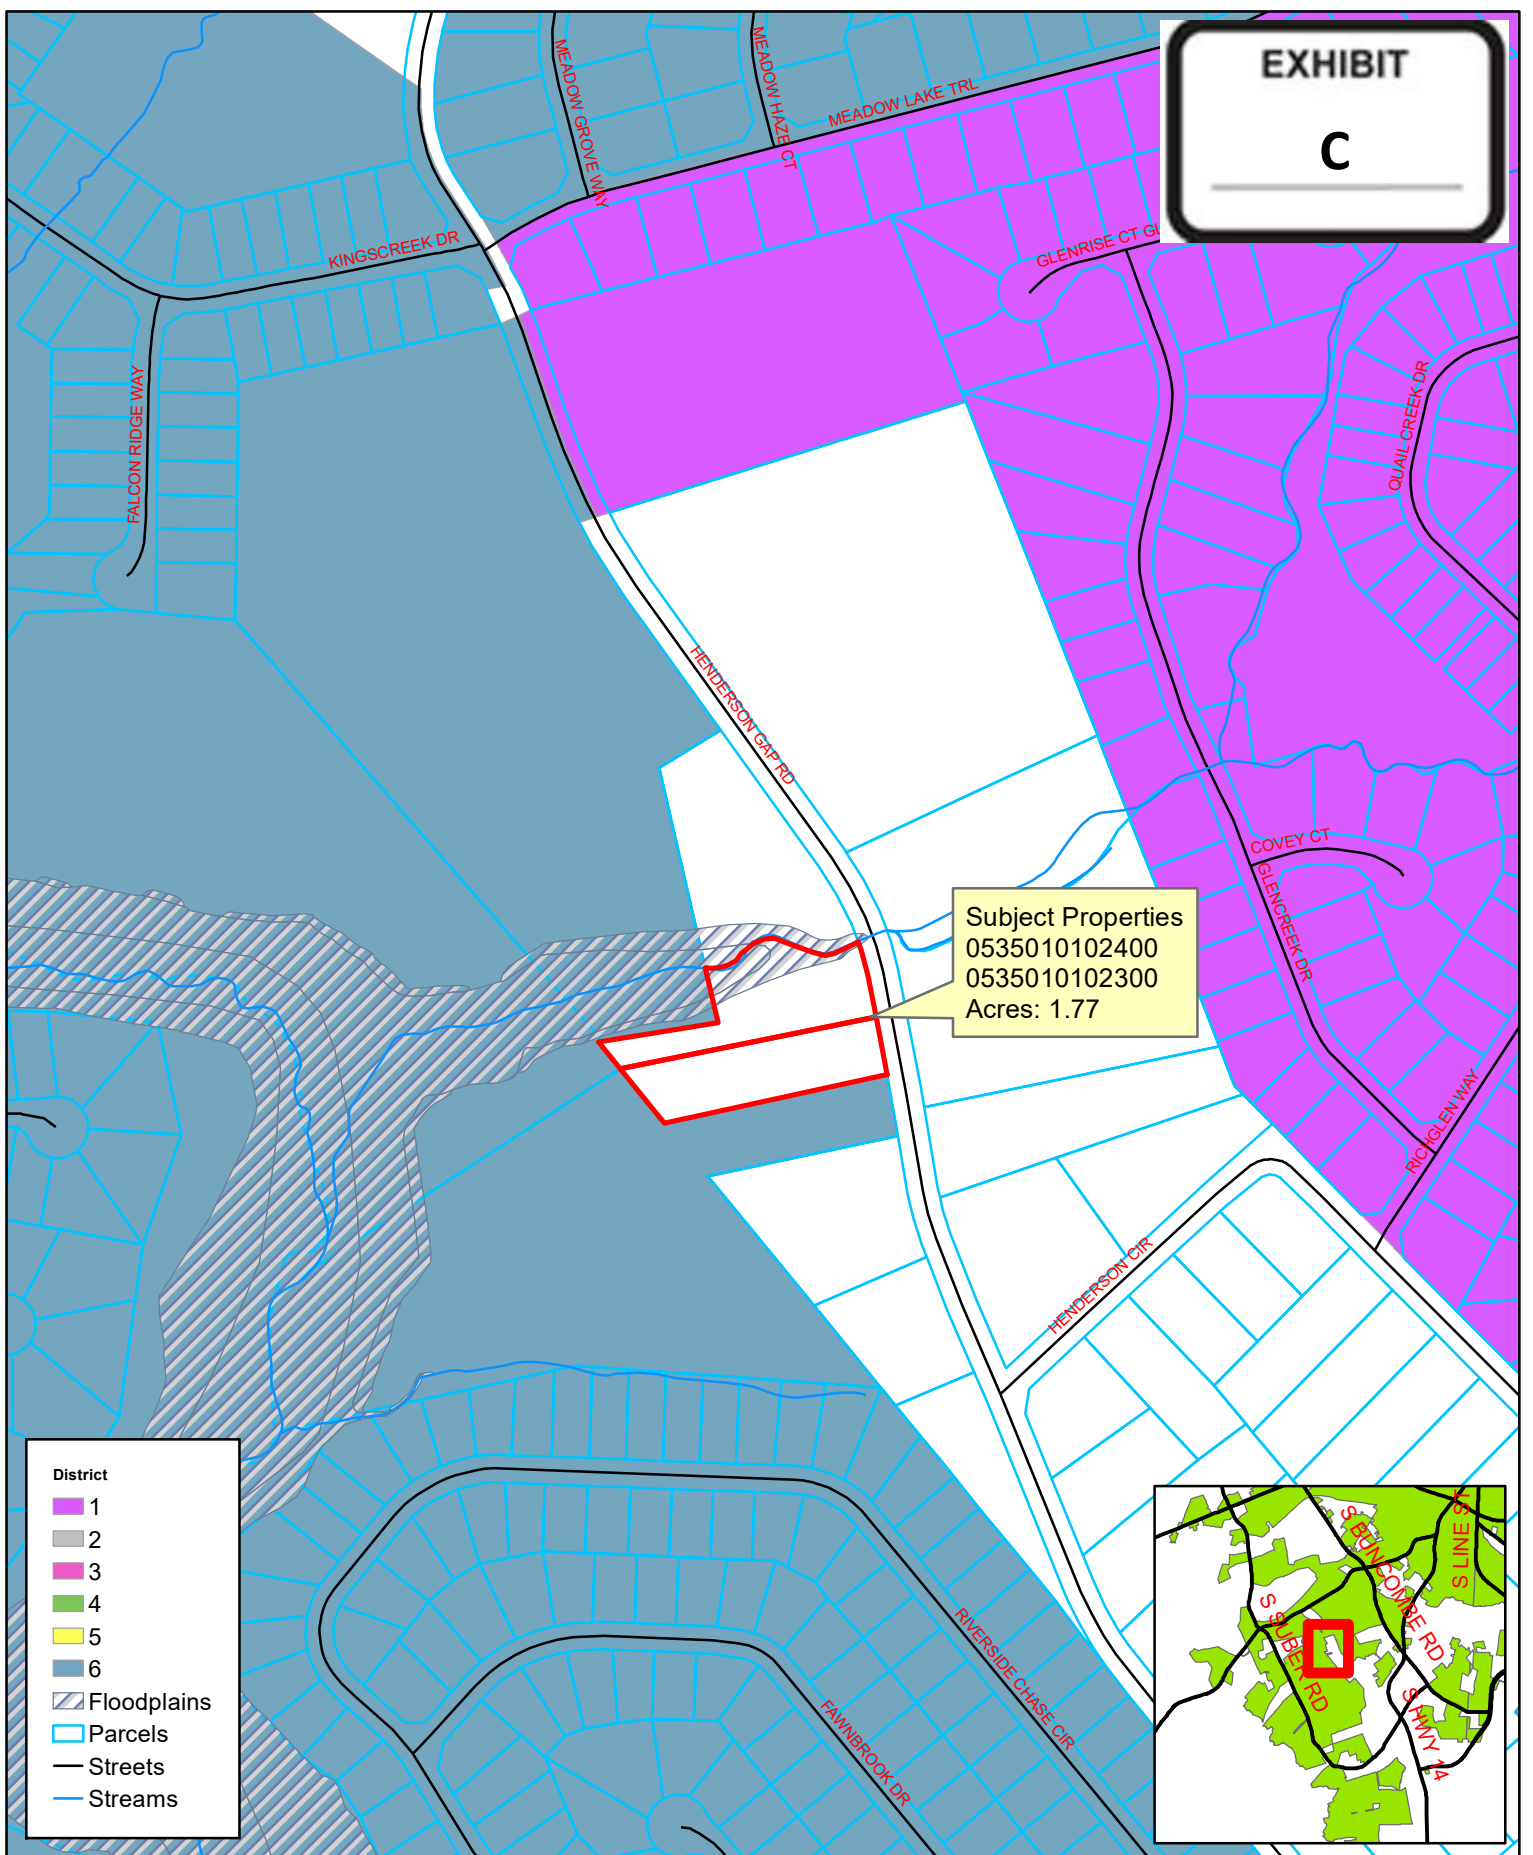 EXHIBIT
C
MEADOW GROVE WAY
MEADOW HAZE CT
MEADOW LAKE TRL
KINGSCREEK DR
GLENRISE CT GL
FALCON RIDGE WAY
QUAIL CREEK DR
HENDERSON GAP RD
COVEY CT
GLENCREEK DR
Subject Properties
0535010102400
0535010102300
Acres: 1.77
RICHGLEN WAY
HENDERSON CIR
RIVERSIDE CHASE CIR
FAWNBROOK DR
District
1
2
3
4
5
6
Floodplains
Parcels
Streets
Streams
S BUNCOMBE RD
S LINE ST
S SUBER RD
S HWY 14